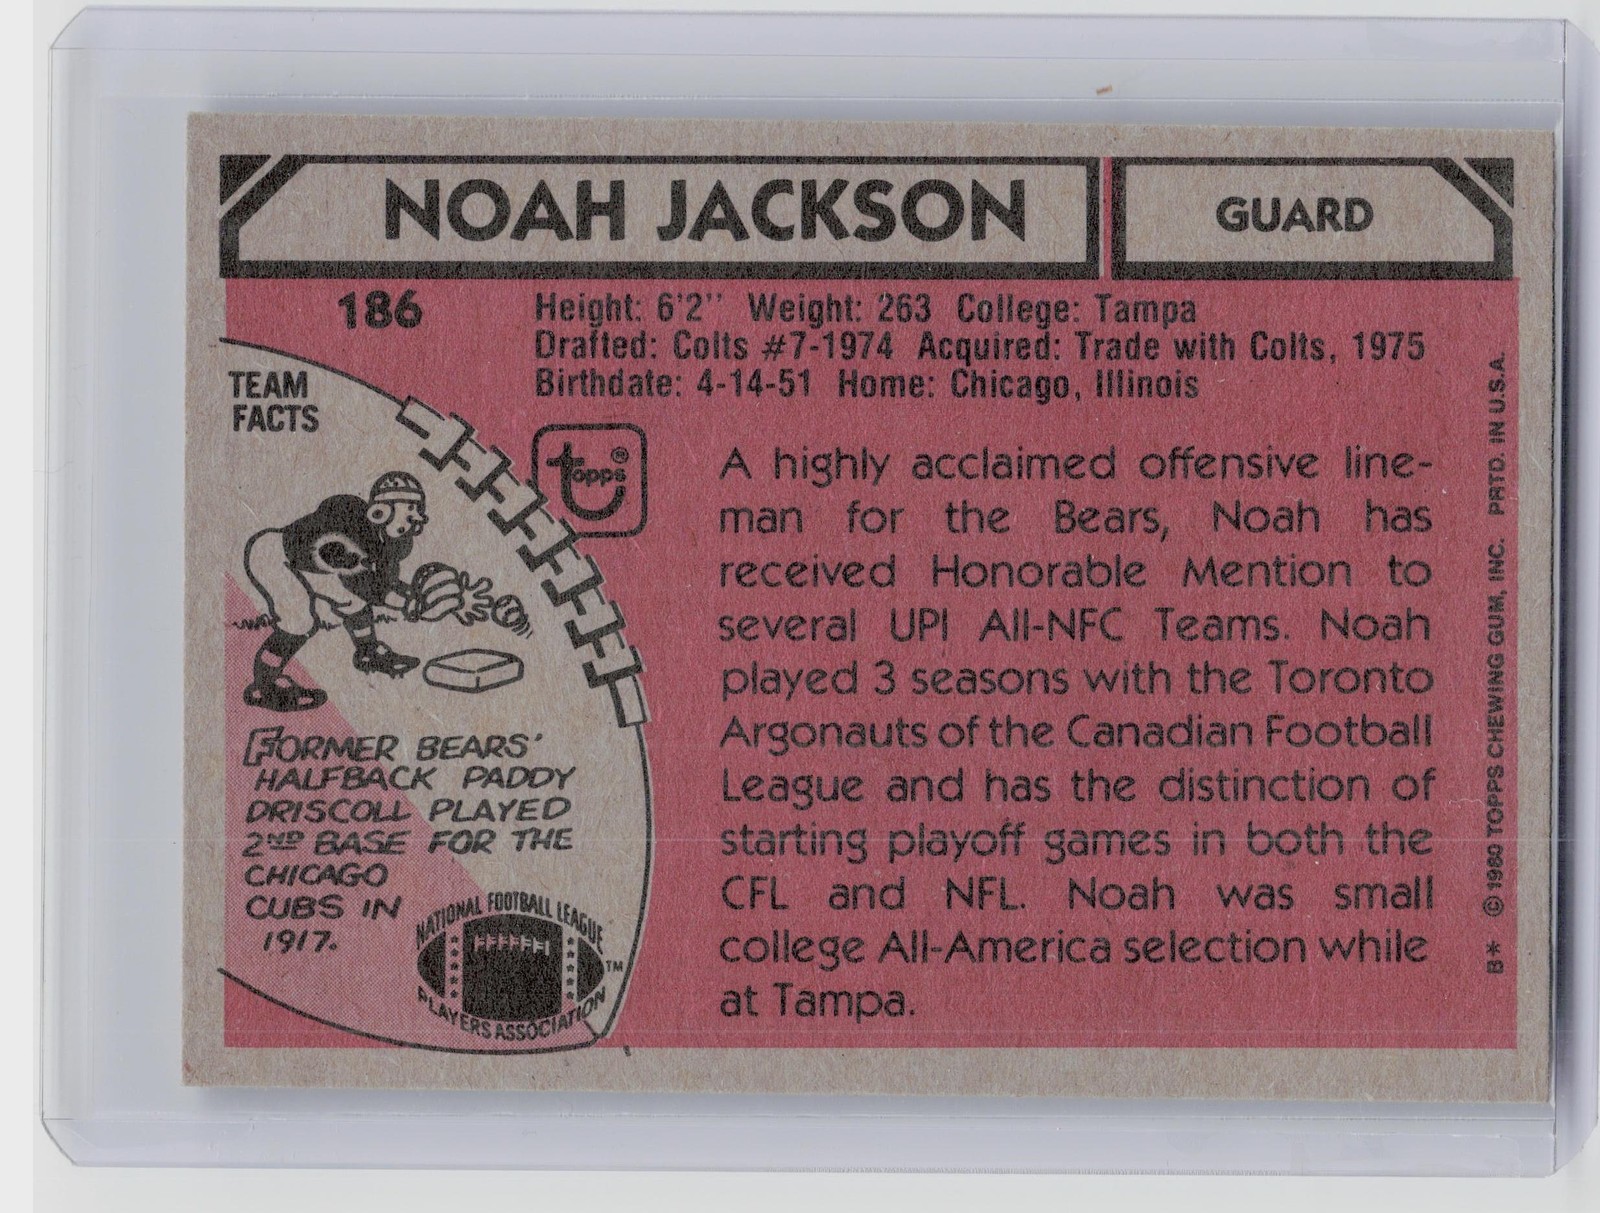 NOAH JACKSON
GUARD
186
Height: 6'2" Weight: 263 College: Tampa
Drafted: Colts #7-1974 Acquired: Trade with Colts, 1975
Birthdate: 4-14-51 Home: Chicago, Illinois
TEAM
FACTS
topps®
A highly acclaimed offensive line-
man for the Bears, Noah has
received Honorable Mention to
several UPI All-NFC Teams. Noah
played 3 seasons with the Toronto
Argonauts of the Canadian Football
League and has the distinction of
starting playoff games in both the
CFL and NFL. Noah was small
college All-America selection while
at Tampa.
FORMER BEARS'
HALFBACK PADDY
DRISCOLL PLAYED
2ND BASE FOR THE
CHICAGO
CUBS IN
1917.
NATIONAL FOOTBALL LEAGUE
PLAYERS ASSOCIATION
TM
B* © 1980 TOPPS CHEWING GUM, INC. PRTD. IN U.S.A.